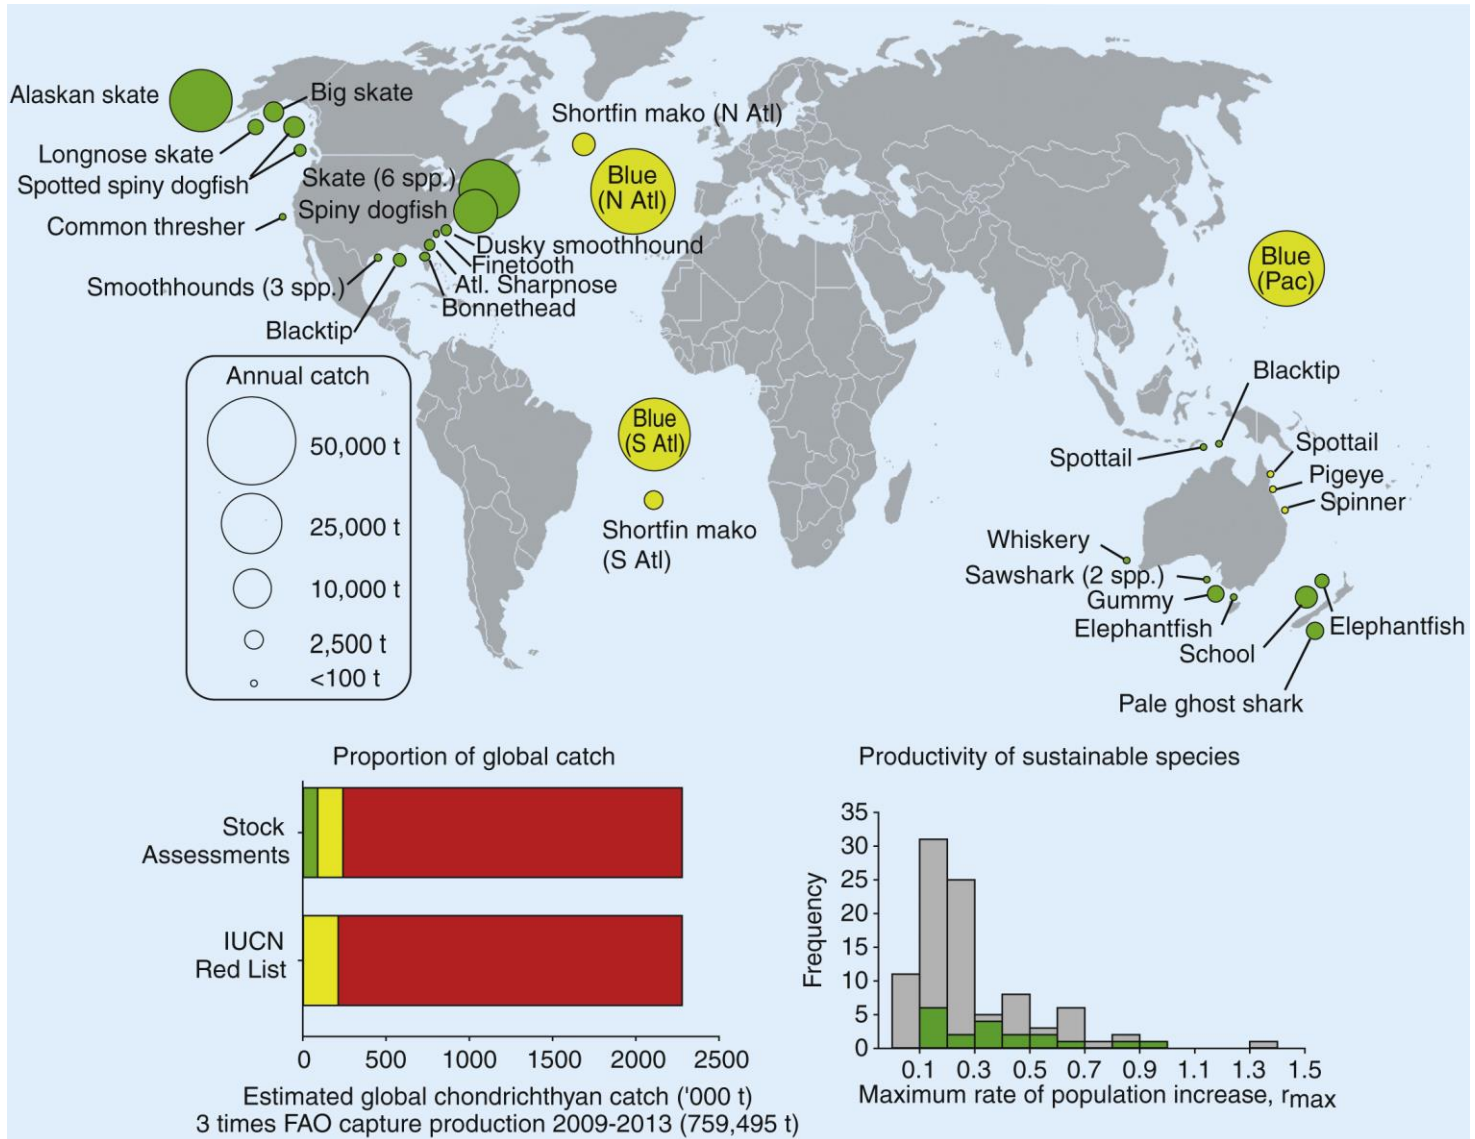 Alaskan skate
Big skate
Longnose skate
Spotted spiny dogfish
Common thresher
Shortfin mako (N Atl)
Skate (6 spp.)
Spiny dogfish
Blue
(N Atl)
Dusky smoothhound
Finetooth
Atl. Sharpnose
Bonnethead
Smoothhounds (3 spp.)
Blacktip
Blue
(Pac)
Annual catch
50,000 t
25,000 t
10,000 t
2,500 t
<100 t
Blue
(S Atl)
Shortfin mako
(S Atl)
Blacktip
Spottail
Spottail
Pigeye
Spinner
Whiskery
Sawshark (2 spp.)
Gummy
Elephantfish
School
Elephantfish
Pale ghost shark
Proportion of global catch
Stock
Assessments
IUCN
Red List
0 500 1000 1500 2000 2500
Estimated global chondrichthyan catch ('000 t)
3 times FAO capture production 2009-2013 (759,495 t)
Productivity of sustainable species
Frequency
35
30
25
20
15
10
5
0
0.1 0.3 0.5 0.7 0.9 1.1 1.3 1.5
Maximum rate of population increase, rmax